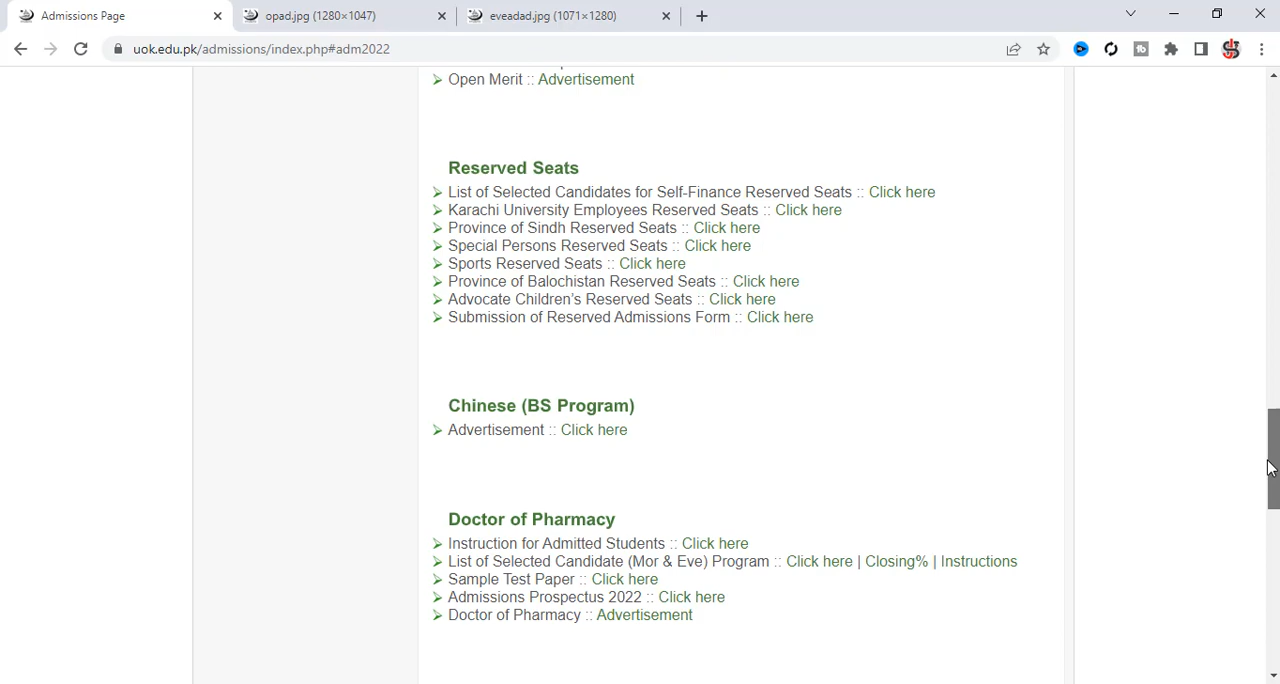 Admissions Page
opad.jpg (1280×1047)
eveadad.jpg (1071×1280)
uok.edu.pk/admissions/index.php#adm2022
Open Merit :: Advertisement
Reserved Seats
List of Selected Candidates for Self-Finance Reserved Seats :: Click here
Karachi University Employees Reserved Seats :: Click here
Province of Sindh Reserved Seats :: Click here
Special Persons Reserved Seats :: Click here
Sports Reserved Seats :: Click here
Province of Balochistan Reserved Seats :: Click here
Advocate Children's Reserved Seats :: Click here
Submission of Reserved Admissions Form :: Click here
Chinese (BS Program)
Advertisement :: Click here
Doctor of Pharmacy
Instruction for Admitted Students :: Click here
List of Selected Candidate (Mor & Eve) Program :: Click here | Closing% | Instructions
Sample Test Paper :: Click here
Admissions Prospectus 2022 :: Click here
Doctor of Pharmacy :: Advertisement